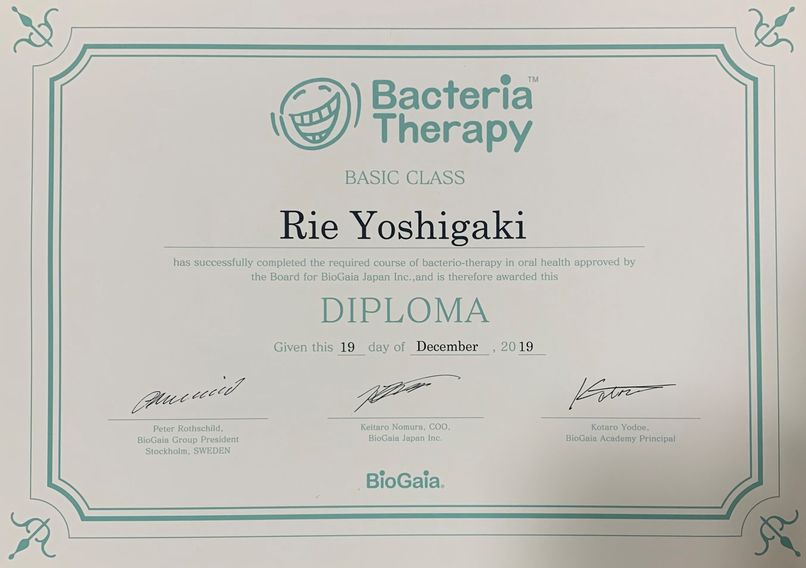 Bacteria™
Therapy
BASIC CLASS
Rie Yoshigaki
has successfully completed the required course of bacterio-therapy in oral health approved by
the Board for BioGaia Japan Inc.,and is therefore awarded this
DIPLOMA
Given this 19 day of December , 2019
Peter Rothschild,
BioGaia Group President
Stockholm, SWEDEN
Keitaro Nomura, COO,
BioGaia Japan Inc.
Kotaro Yodoe,
BioGaia Academy Principal
BioGaia®